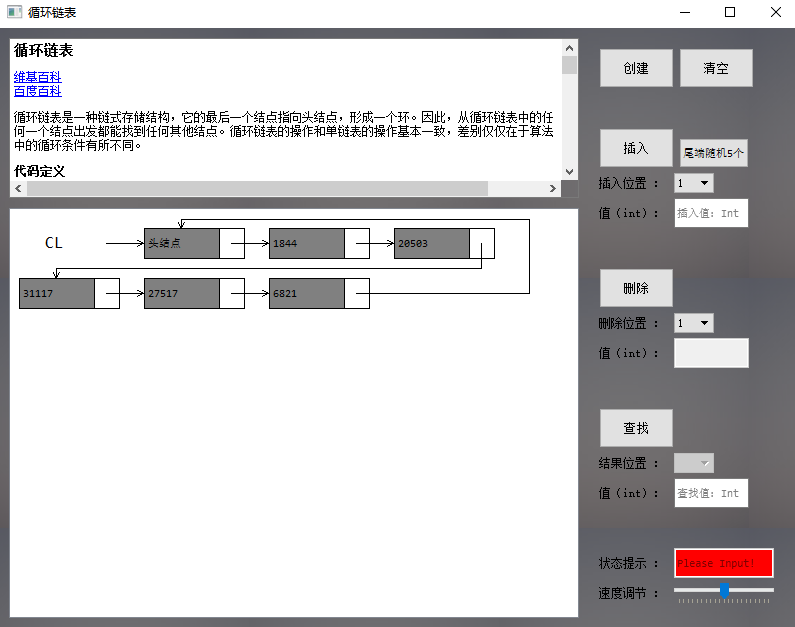 循环链表
循环链表
维基百科
百度百科
循环链表是一种链式存储结构，它的最后一个结点指向头结点，形成一个环。因此，从循环链表中的任
何一个结点出发都能找到任何其他结点。循环链表的操作和单链表的操作基本一致，差别仅仅在于算法
中的循环条件有所不同。
代码定义
CL
头结点
1844
20503
31117
27517
6821
创建
清空
插入
尾端随机5个
插入位置 ：
1
值（int）：
插入值: Int
删除
删除位置 ：
1
值（int）：
查找
结果位置 ：
值（int）：
查找值: Int
状态提示 ：
Please Input!
速度调节 ：